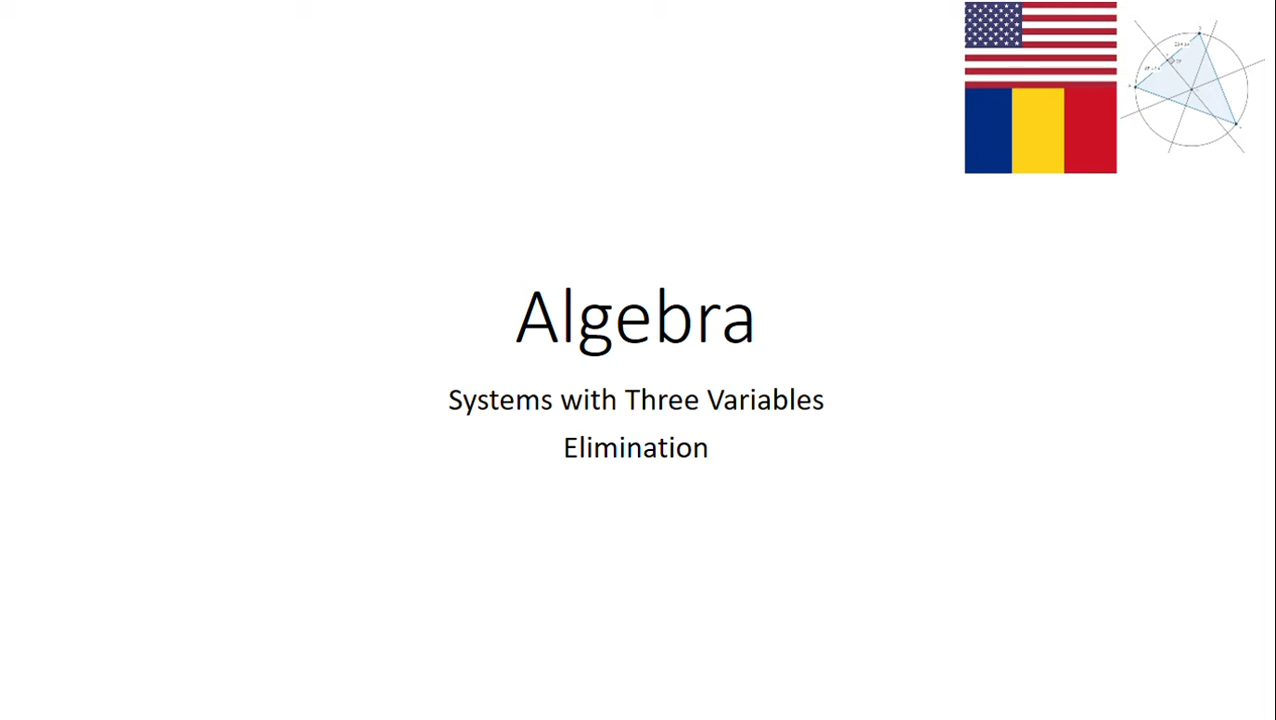 Algebra
Systems with Three Variables
Elimination